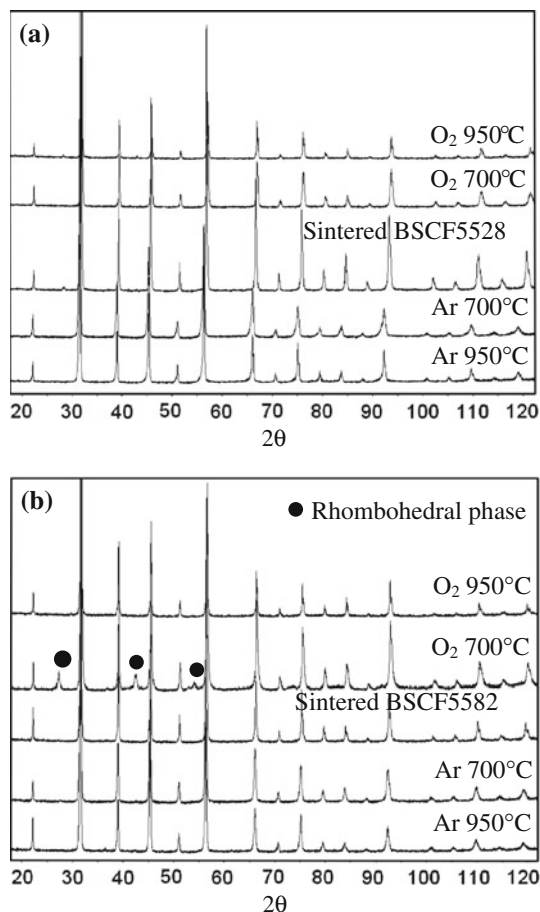 (a)
O₂ 950°C
O₂ 700°C
Sintered BSCF5528
Ar 700°C
Ar 950°C
20 30 40 50 60 70 80 90 100 110 120
2θ
(b)
● Rhombohedral phase
O₂ 950°C
O₂ 700°C
Sintered BSCF5582
Ar 700°C
Ar 950°C
20 30 40 50 60 70 80 90 100 110 120
2θ